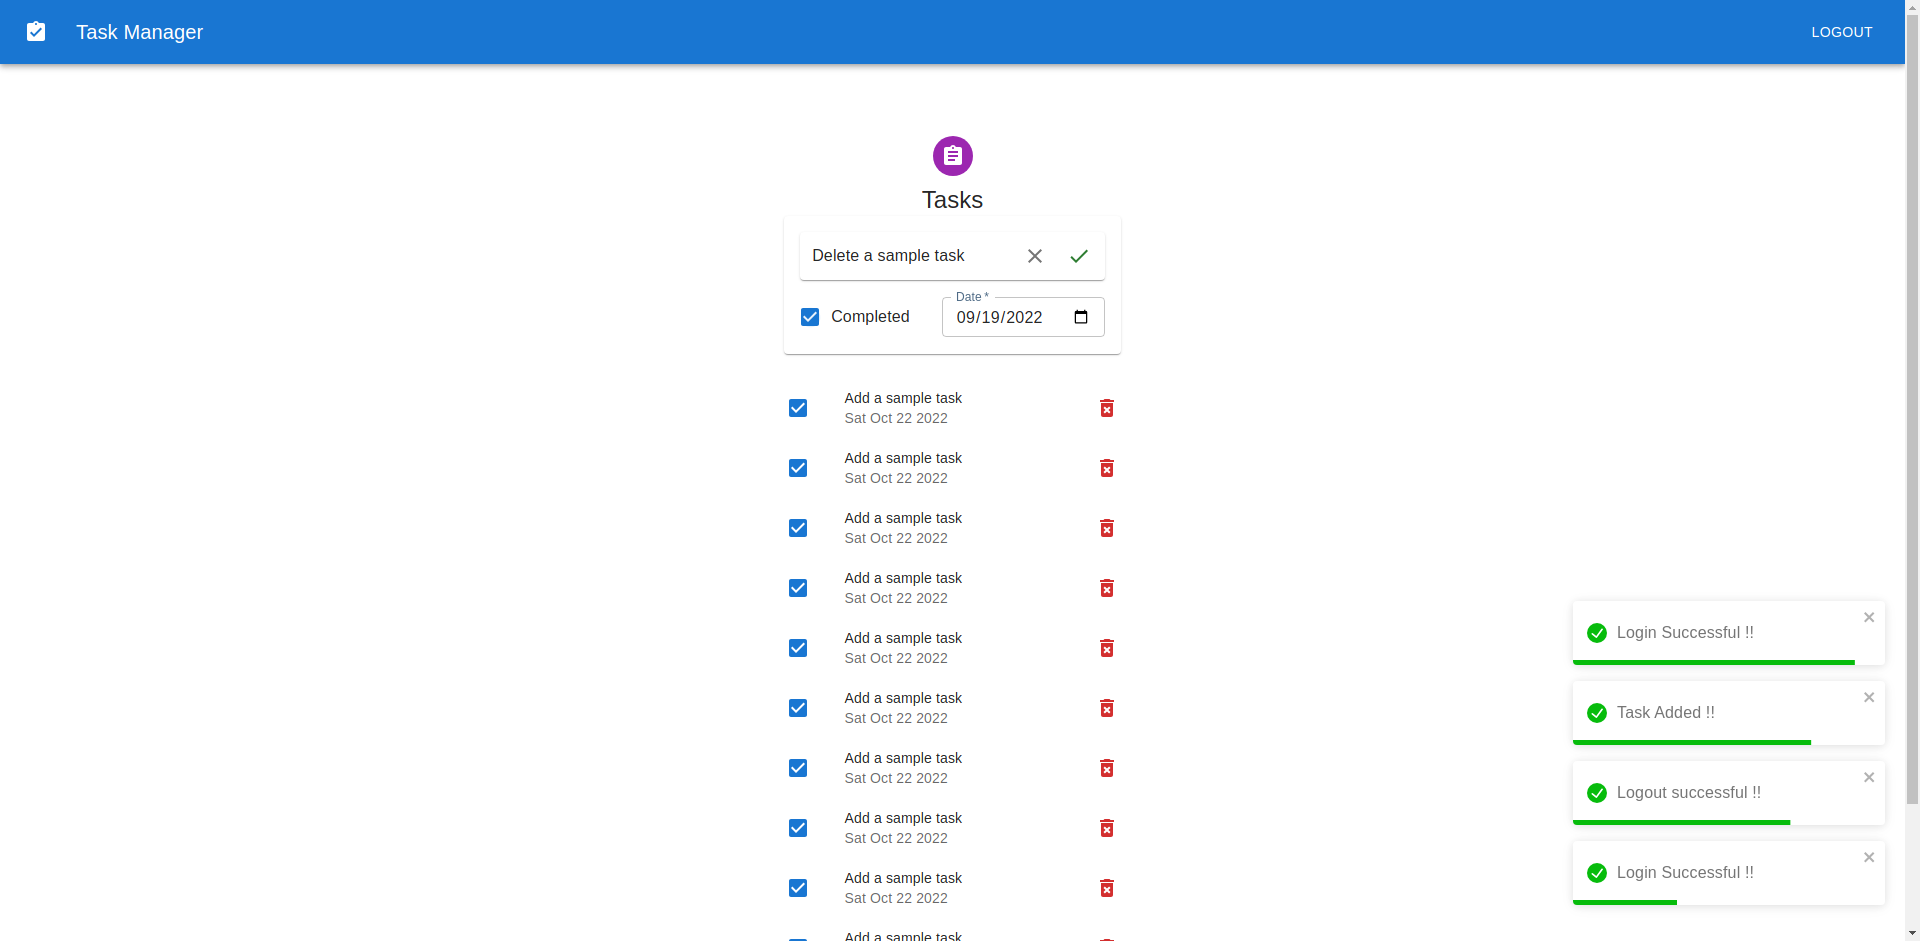 Task Manager
LOGOUT
Tasks
Delete a sample task
Date *
Completed
09/19/2022
Add a sample task
Sat Oct 22 2022
Add a sample task
Sat Oct 22 2022
Add a sample task
Sat Oct 22 2022
Add a sample task
Sat Oct 22 2022
Add a sample task
Sat Oct 22 2022
Add a sample task
Sat Oct 22 2022
Add a sample task
Sat Oct 22 2022
Add a sample task
Sat Oct 22 2022
Add a sample task
Sat Oct 22 2022
Add a sample task
Login Successful !!
Task Added !!
Logout successful !!
Login Successful !!